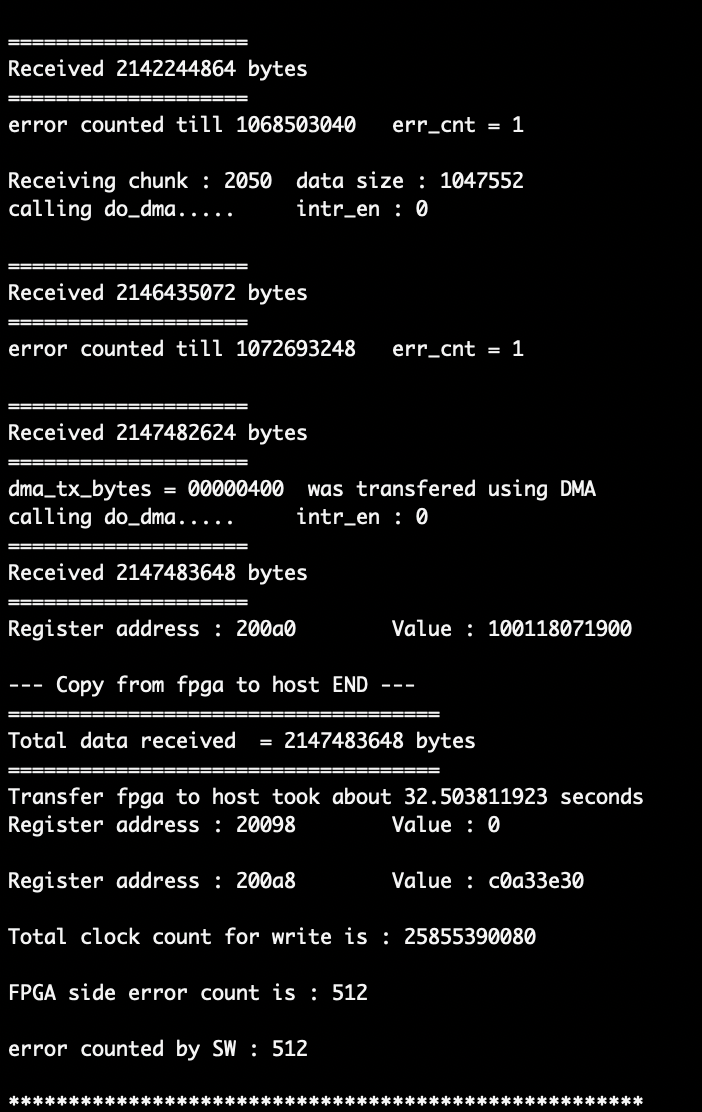 ====================
Received 2142244864 bytes
====================
error counted till 1068503040   err_cnt = 1
Receiving chunk : 2050  data size : 1047552
calling do_dma.....     intr_en : 0
====================
Received 2146435072 bytes
====================
error counted till 1072693248   err_cnt = 1
====================
Received 2147482624 bytes
====================
dma_tx_bytes = 00000400  was transfered using DMA
calling do_dma.....     intr_en : 0
====================
Received 2147483648 bytes
====================
Register address : 200a0        Value : 100118071900
--- Copy from fpga to host END ---
====================================
Total data received  = 2147483648 bytes
====================================
Transfer fpga to host took about 32.503811923 seconds
Register address : 20098        Value : 0
Register address : 200a8        Value : c0a33e30
Total clock count for write is : 25855390080
FPGA side error count is : 512
error counted by SW : 512
*****************************************************